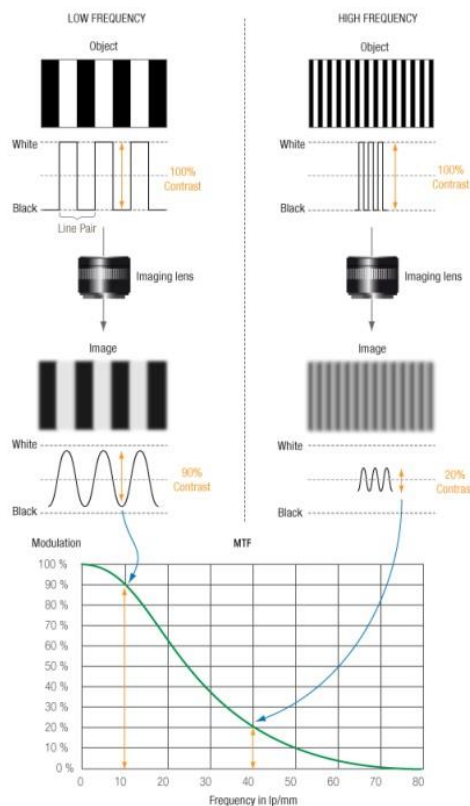 LOW FREQUENCY
Object
White
100%
Contrast
Black
Line Pair
Imaging lens
Image
White
90%
Contrast
Black
HIGH FREQUENCY
Object
White
100%
Contrast
Black
Imaging lens
Image
White
20%
Contrast
Black
Modulation
MTF
100 %
90 %
80 %
70 %
60 %
50 %
40 %
30 %
20 %
10 %
0 %
0 10 20 30 40 50 60 70 80
Frequency in lp/mm